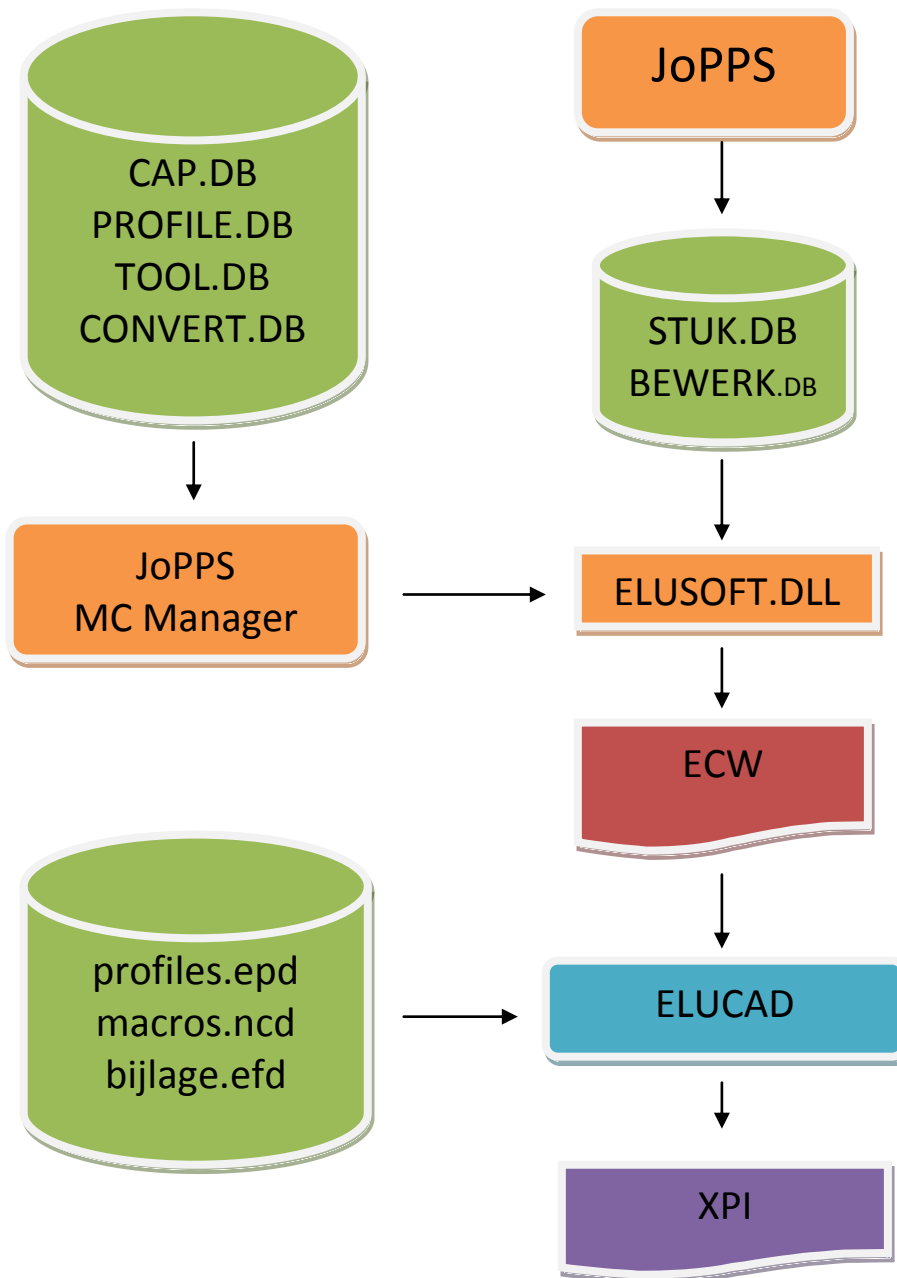 CAP.DB
PROFILE.DB
TOOL.DB
CONVERT.DB
JoPPS
STUK.DB
BEWERK.DB
JoPPS
MC Manager
ELUSOFT.DLL
ECW
profiles.epd
macros.ncd
bijlage.efd
ELUCAD
XPI